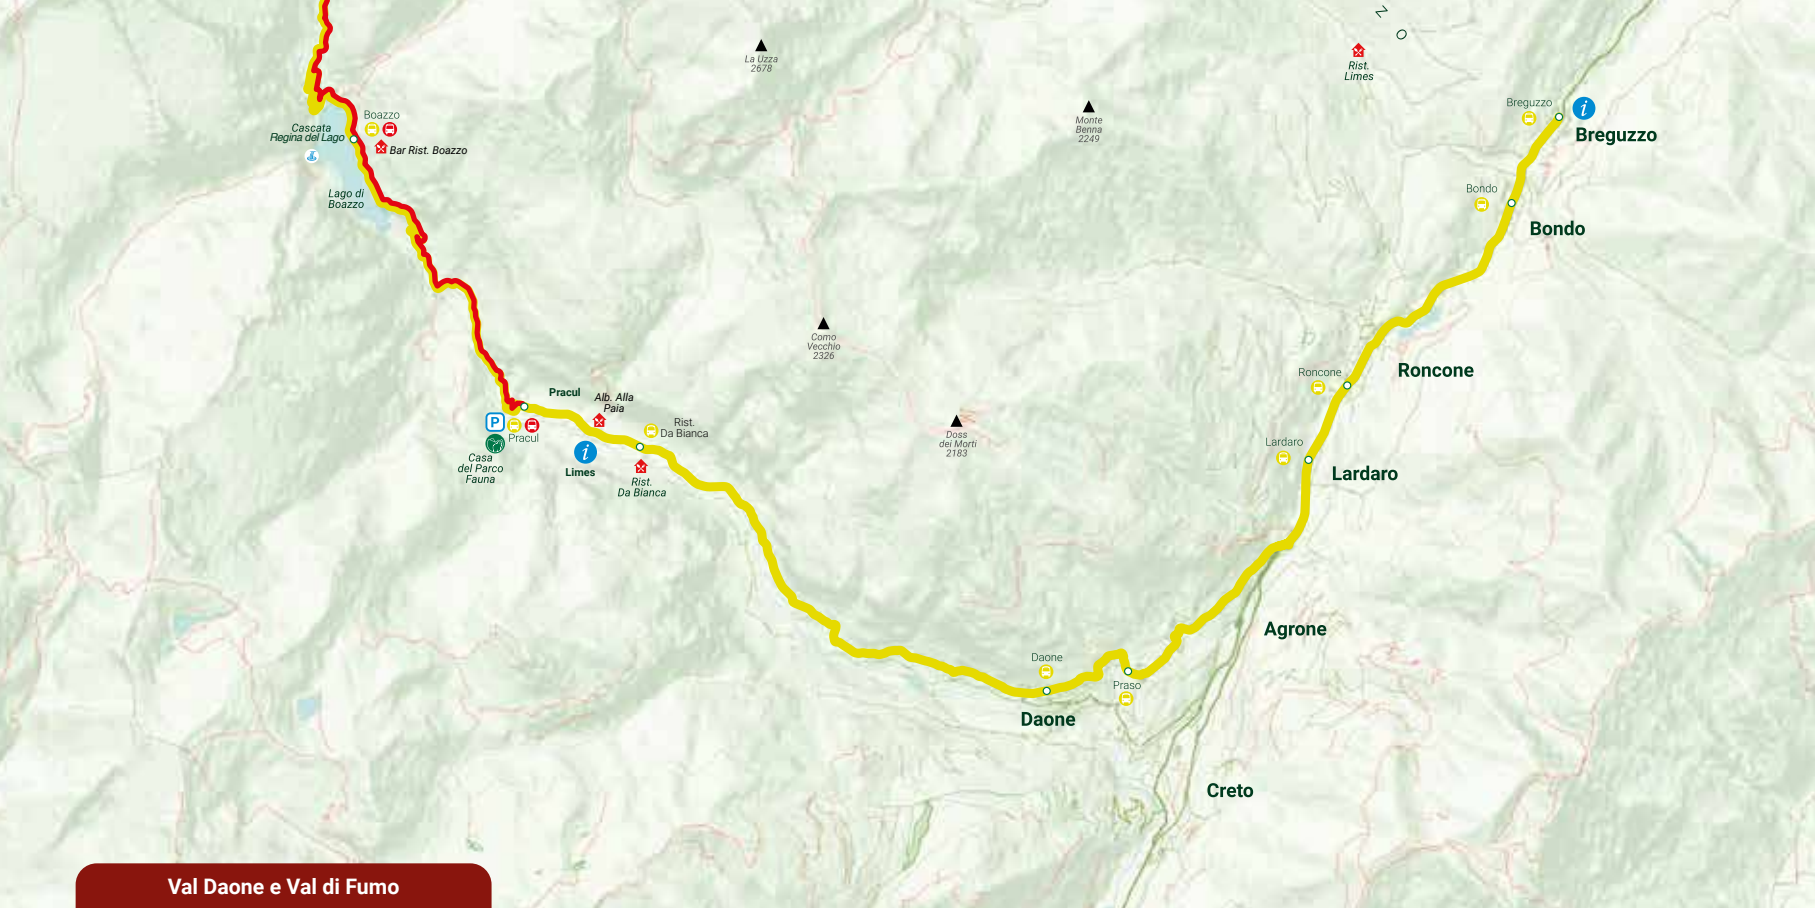 Z
O
La Uzza
2678
Rist.
Limes
Monte
Benna
2249
Breguzzo
i
Breguzzo
Boazzo
Cascata
Regina del Lago
Bar Rist. Boazzo
Lago di
Boazzo
Bondo
Bondo
Como
Vecchio
2326
Roncone
Roncone
Pracul
Alb. Alla
Paia
P
Pracul
Casa
del Parco
Fauna
i
Limes
Rist.
Da Bianca
Rist.
Da Bianca
Doss
dei Morti
2183
Lardaro
Lardaro
Agrone
Daone
Daone
Praso
Creto
Val Daone e Val di Fumo